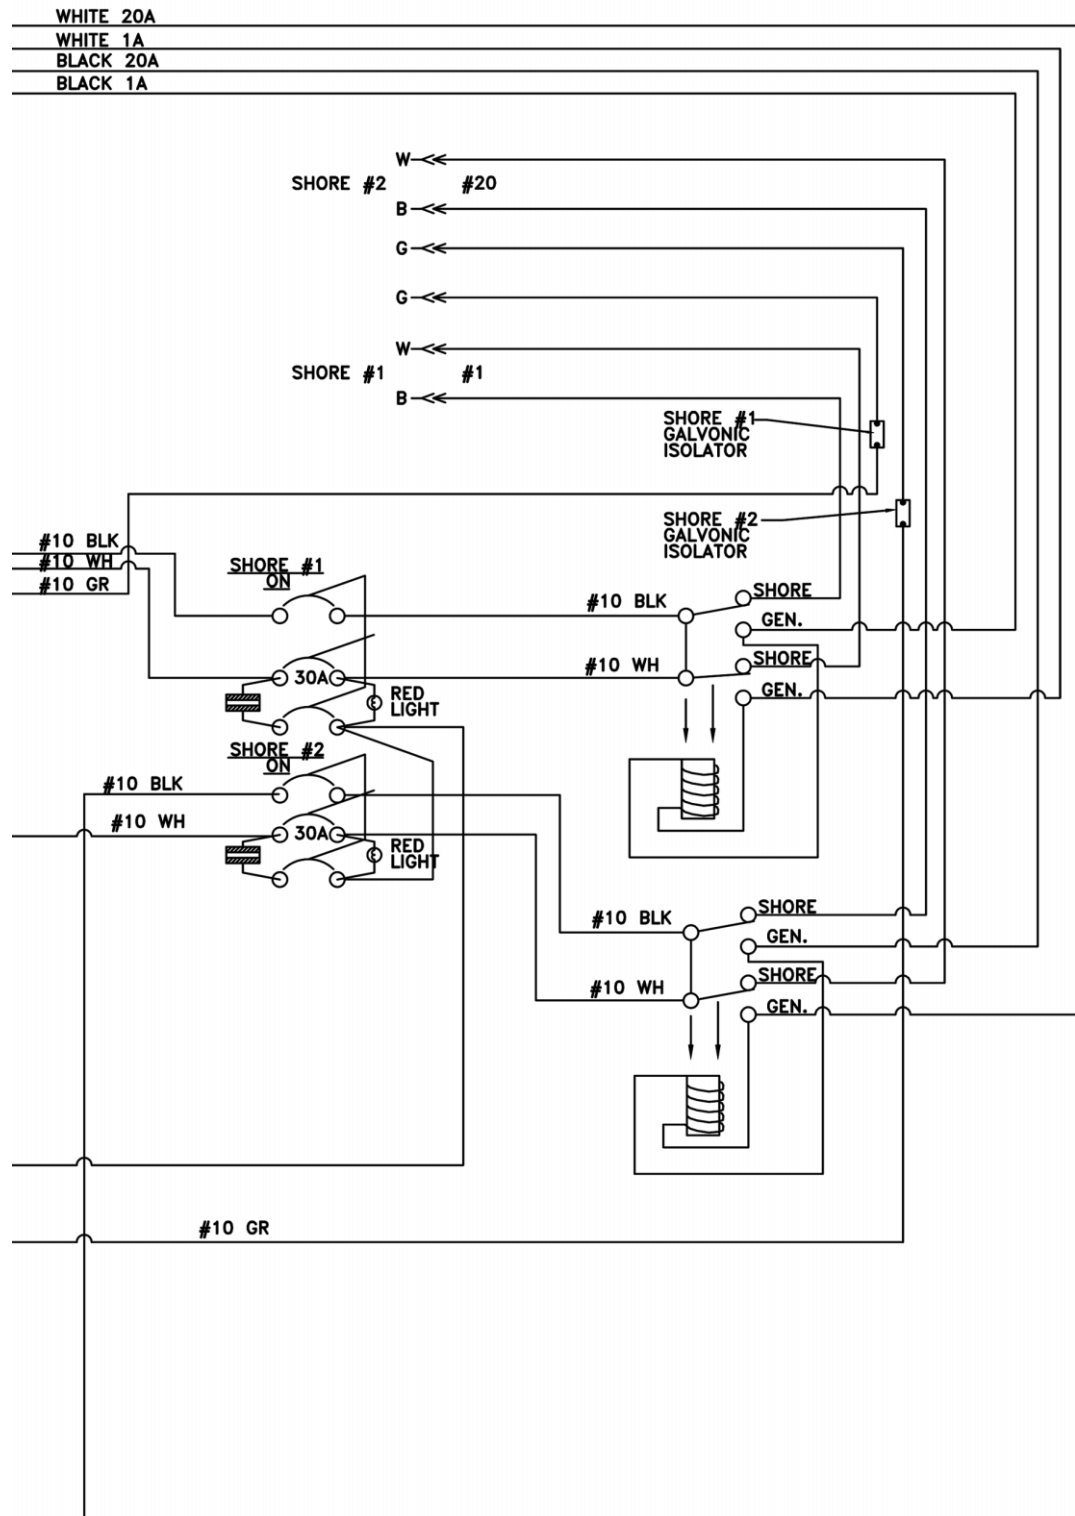 WHITE 20A
WHITE 1A
BLACK 20A
BLACK 1A
W
SHORE #2 #20
B
G
G
W
SHORE #1 #1
B
SHORE #1
GALVONIC
ISOLATOR
SHORE #2
GALVONIC
ISOLATOR
#10 BLK
#10 WH
#10 GR
SHORE #1
ON
#10 BLK
SHORE
GEN.
#10 WH
SHORE
GEN.
30A
RED
LIGHT
SHORE #2
ON
#10 BLK
#10 WH
30A
RED
LIGHT
#10 BLK
SHORE
GEN.
#10 WH
SHORE
GEN.
#10 GR